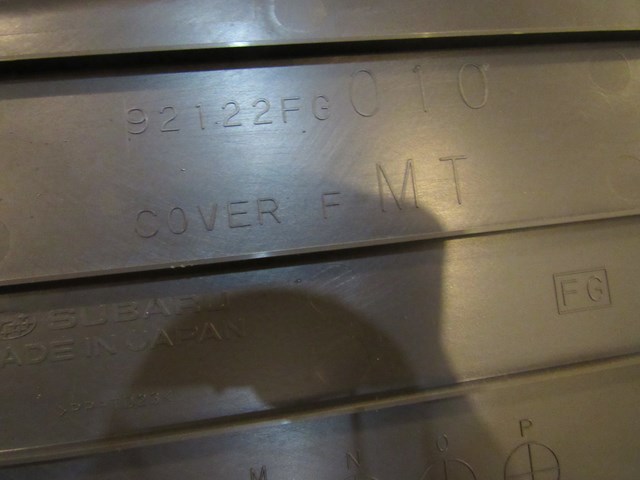 92122FG010
COVER F MT
FG
SUBARU
MADE IN JAPAN
M N O P